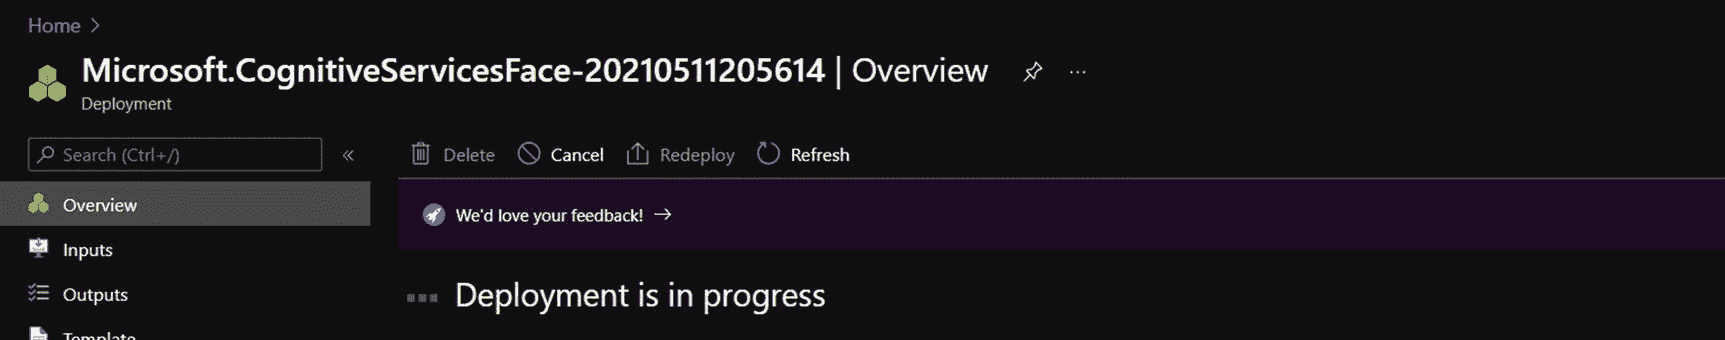 Home
Microsoft.CognitiveServicesFace-20210511205614 | Overview
Deployment
Search (Ctrl+/)
Delete
Cancel
Redeploy
Refresh
Overview
We'd love your feedback!
Inputs
Outputs
Deployment is in progress
Template